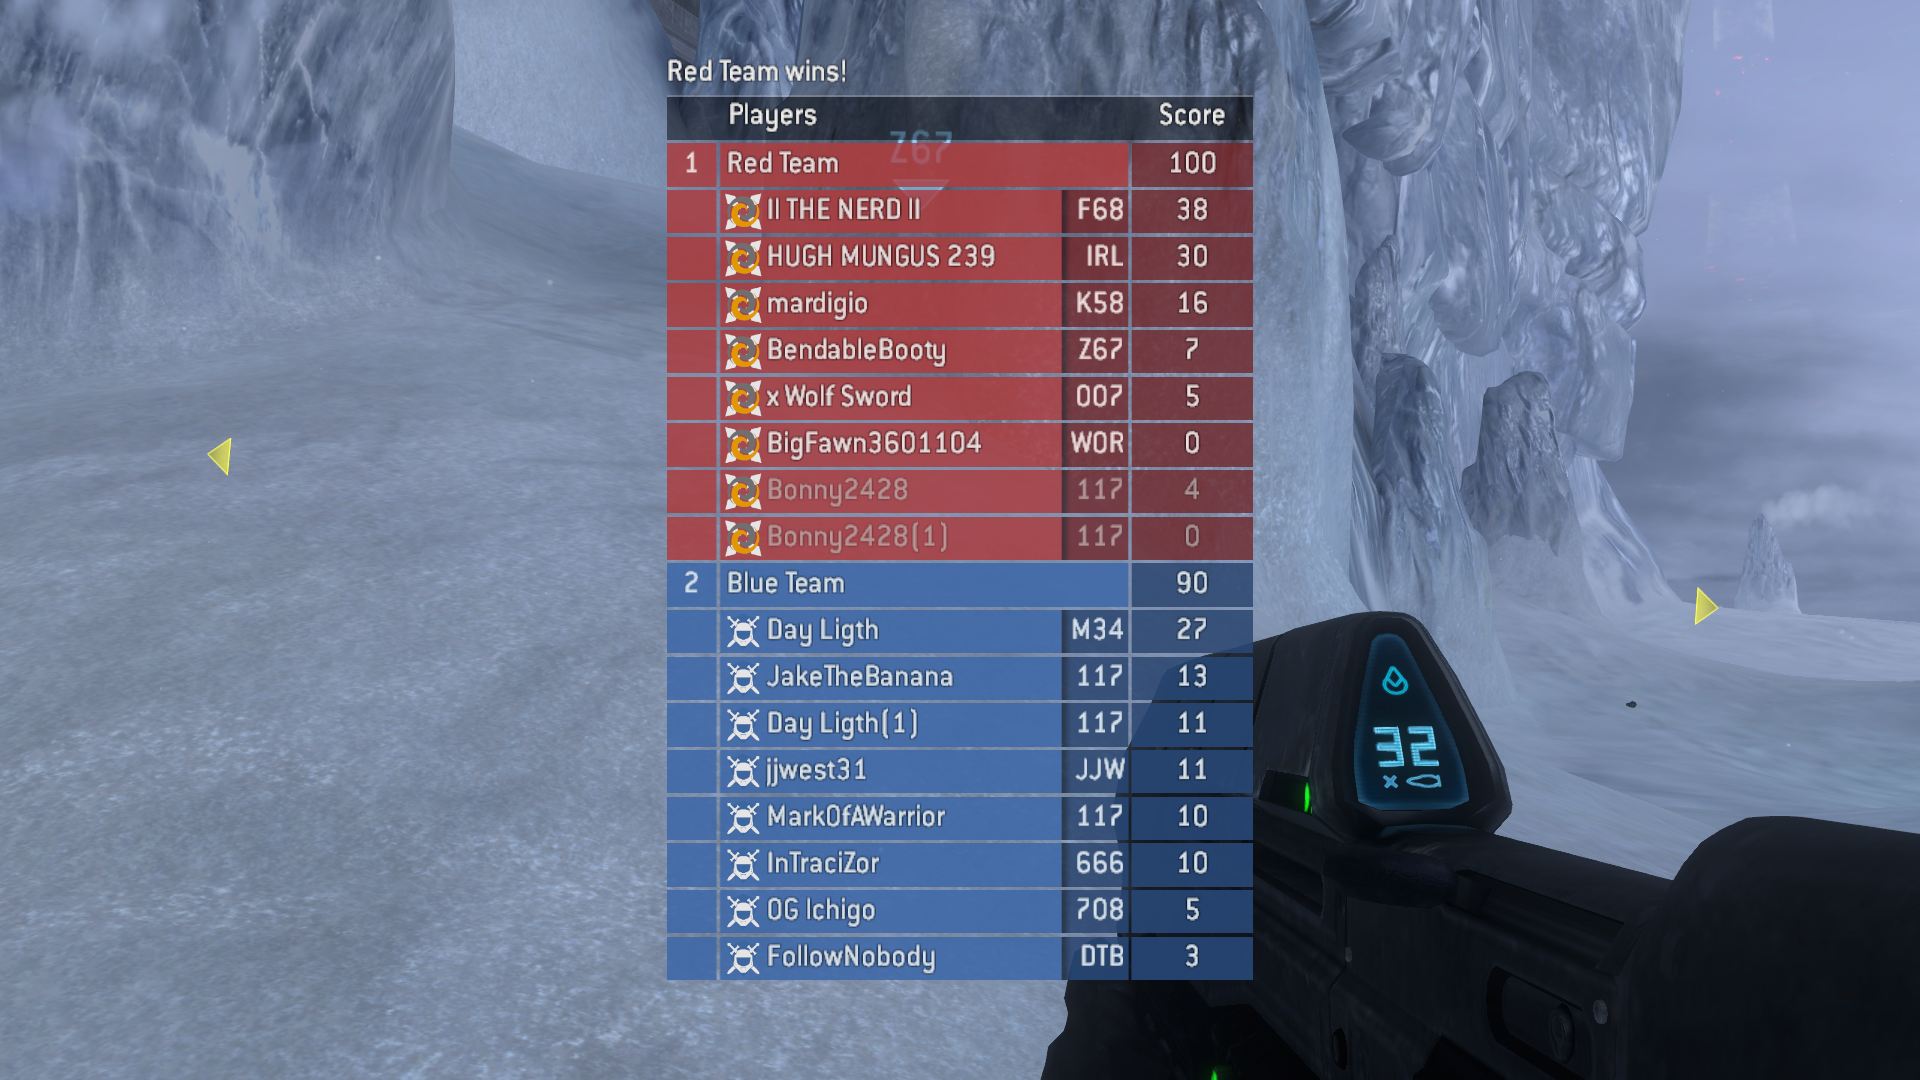 Red Team wins!
Players Score
Z67
1 Red Team 100
II THE NERD II F68 38
HUGH MUNGUS 239 IRL 30
mardigio K58 16
BendableBooty Z67 7
x Wolf Sword 007 5
BigFawn3601104 WOR 0
Bonny2428 117 4
Bonny2428(1) 117 0
2 Blue Team 90
Day Ligth M34 27
JakeTheBanana 117 13
Day Ligth(1) 117 11
jjwest31 JJW 11
MarkOfAWarrior 117 10
InTraciZor 666 10
OG Ichigo 708 5
FollowNobody DTB 3
32